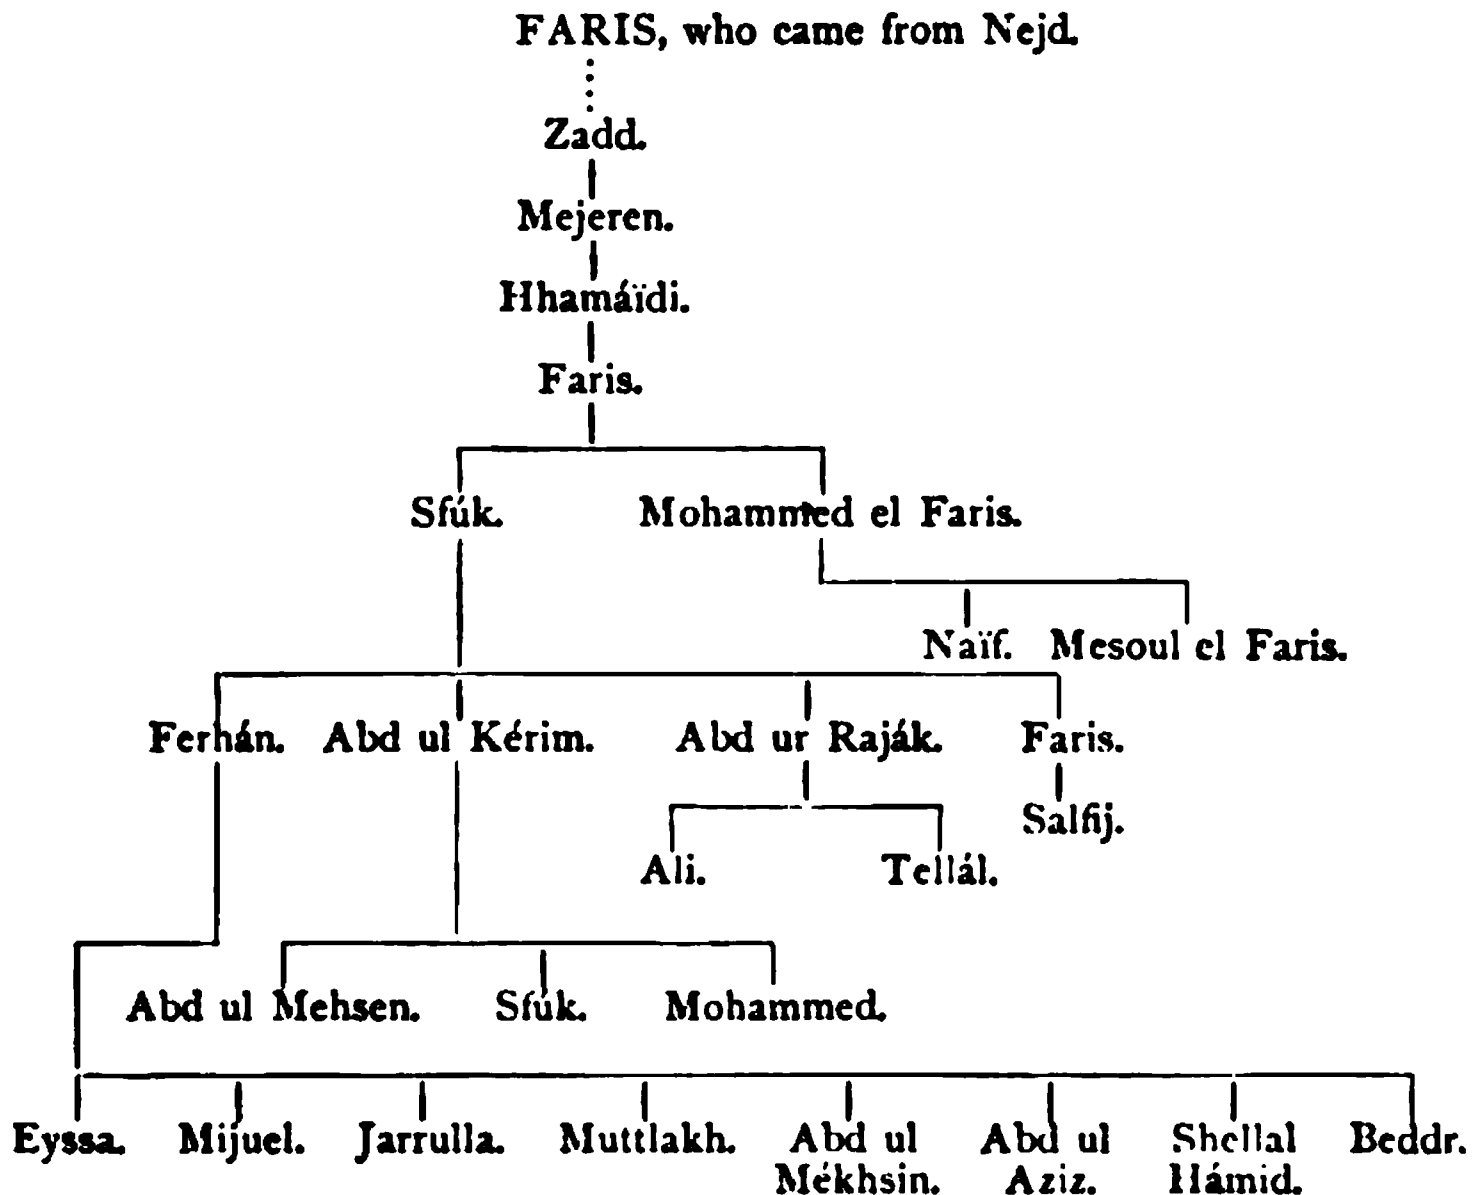 FARIS, who came from Nejd.
Zadd.
Mejeren.
Hhamáïdi.
Faris.
Sfúk. Mohammed el Faris.
Naïf. Mesoul el Faris.
Ferhán. Abd ul Kérim. Abd ur Raják. Faris.
Salfij.
Ali. Tellál.
Abd ul Mehsen. Sfúk. Mohammed.
Eyssa. Mijuel. Jarrulla. Muttlakh. Abd ul Abd ul Shellal Beddr.
Mékhsin. Aziz. Hámid.